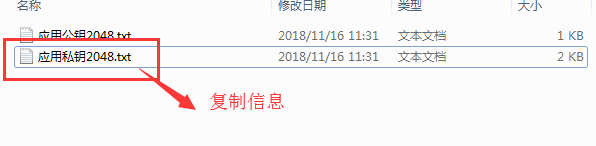 名称 修改日期 类型 大小
应用公钥2048.txt 2018/11/16 11:31 文本文档 1 KB
应用私钥2048.txt 2018/11/16 11:31 文本文档 2 KB
复制信息